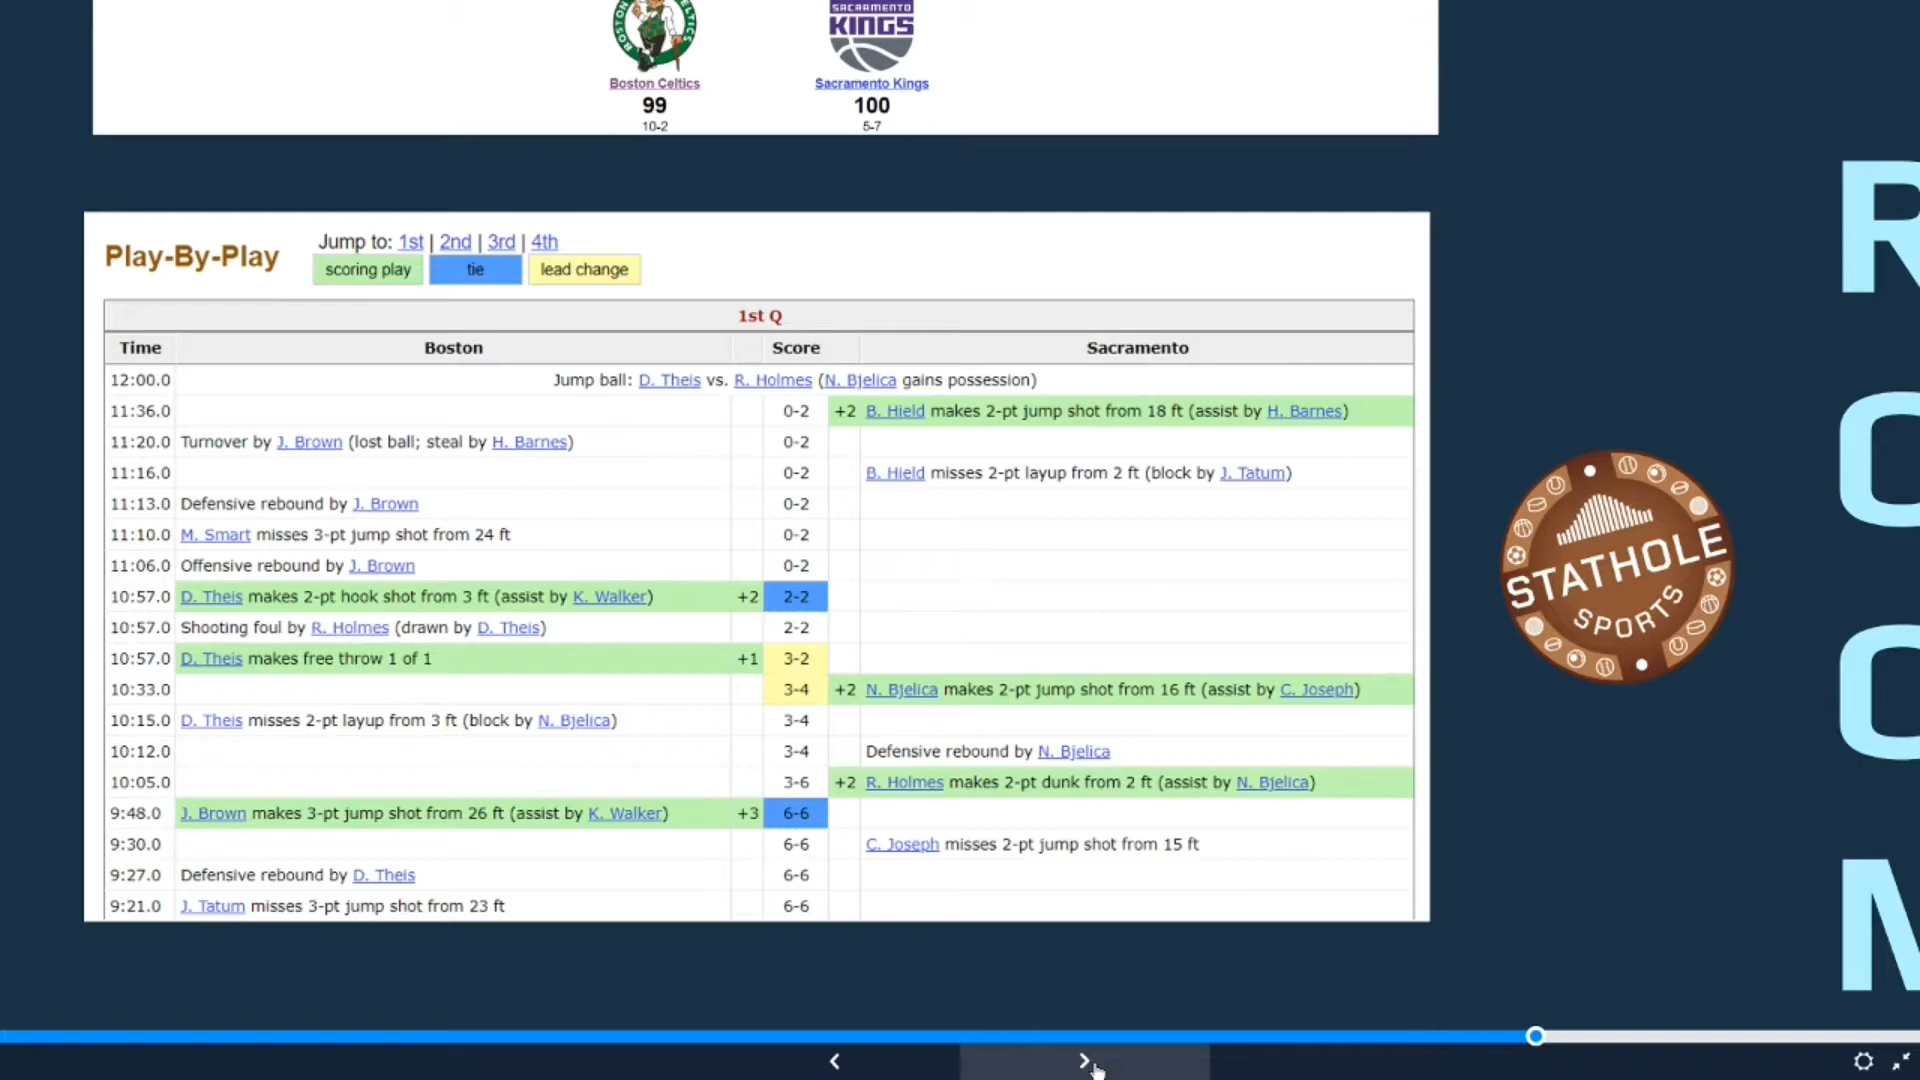 BOSTON CELTICS
SACRAMENTO
KINGS
Boston Celtics
Sacramento Kings
99
100
10-2
5-7
Play-By-Play
Jump to: 1st | 2nd | 3rd | 4th
scoring play
tie
lead change
1st Q
Time Boston Score Sacramento
12:00.0 Jump ball: D. Theis vs. R. Holmes (N. Bjelica gains possession)
11:36.0 0-2 +2 B. Hield makes 2-pt jump shot from 18 ft (assist by H. Barnes)
11:20.0 Turnover by J. Brown (lost ball; steal by H. Barnes) 0-2
11:16.0 0-2 B. Hield misses 2-pt layup from 2 ft (block by J. Tatum)
11:13.0 Defensive rebound by J. Brown 0-2
11:10.0 M. Smart misses 3-pt jump shot from 24 ft 0-2
11:06.0 Offensive rebound by J. Brown 0-2
10:57.0 D. Theis makes 2-pt hook shot from 3 ft (assist by K. Walker) +2 2-2
10:57.0 Shooting foul by R. Holmes (drawn by D. Theis) 2-2
10:57.0 D. Theis makes free throw 1 of 1 +1 3-2
10:33.0 3-4 +2 N. Bjelica makes 2-pt jump shot from 16 ft (assist by C. Joseph)
10:15.0 D. Theis misses 2-pt layup from 3 ft (block by N. Bjelica) 3-4
10:12.0 3-4 Defensive rebound by N. Bjelica
10:05.0 3-6 +2 R. Holmes makes 2-pt dunk from 2 ft (assist by N. Bjelica)
9:48.0 J. Brown makes 3-pt jump shot from 26 ft (assist by K. Walker) +3 6-6
9:30.0 6-6 C. Joseph misses 2-pt jump shot from 15 ft
9:27.0 Defensive rebound by D. Theis 6-6
9:21.0 J. Tatum misses 3-pt jump shot from 23 ft 6-6
STATHOLE
SPORTS
R
C
C
M